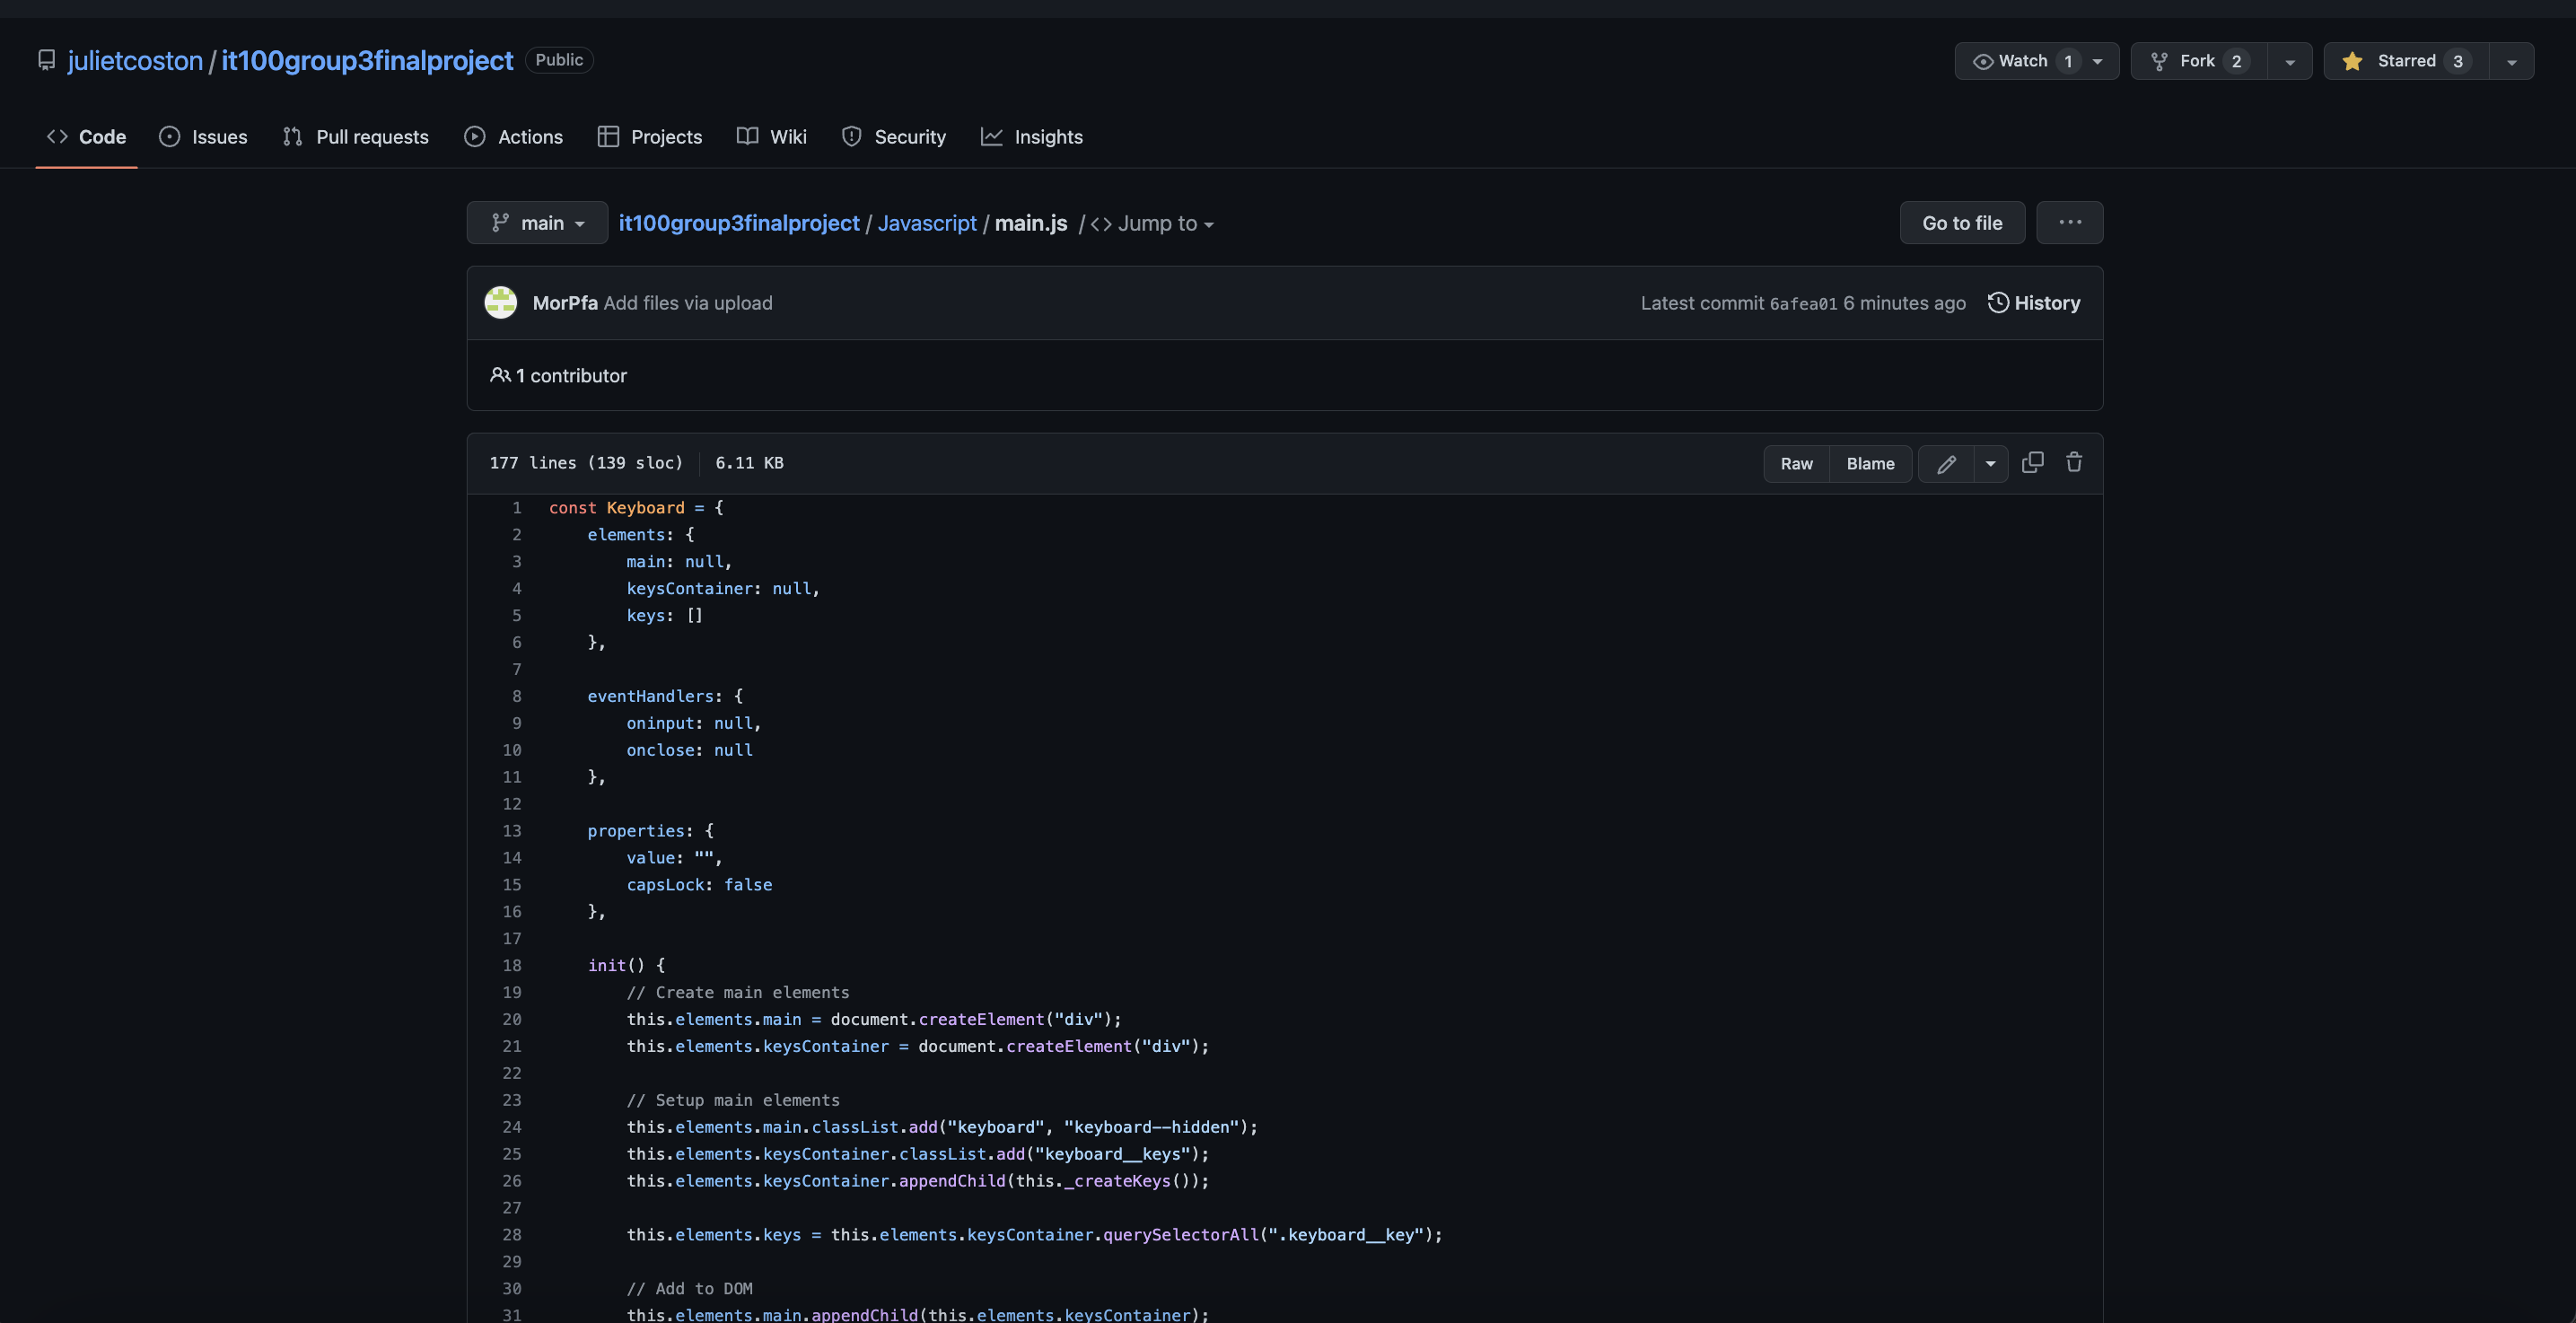 julietcoston / it100group3finalproject Public
Watch 1 Fork 2 Starred 3
Code Issues Pull requests Actions Projects Wiki Security Insights
main it100group3finalproject / Javascript / main.js / <> Jump to
Go to file ...
MorPfa Add files via upload
Latest commit 6afea01 6 minutes ago History
1 contributor
177 lines (139 sloc) 6.11 KB
Raw Blame
1 const Keyboard = {
2     elements: {
3         main: null,
4         keysContainer: null,
5         keys: []
6     },
7
8     eventHandlers: {
9         oninput: null,
10         onclose: null
11     },
12
13     properties: {
14         value: "",
15         capsLock: false
16     },
17
18     init() {
19         // Create main elements
20         this.elements.main = document.createElement("div");
21         this.elements.keysContainer = document.createElement("div");
22
23         // Setup main elements
24         this.elements.main.classList.add("keyboard", "keyboard--hidden");
25         this.elements.keysContainer.classList.add("keyboard__keys");
26         this.elements.keysContainer.appendChild(this._createKeys());
27
28         this.elements.keys = this.elements.keysContainer.querySelectorAll(".keyboard__key");
29
30         // Add to DOM
31         this.elements.main.appendChild(this.elements.keysContainer);